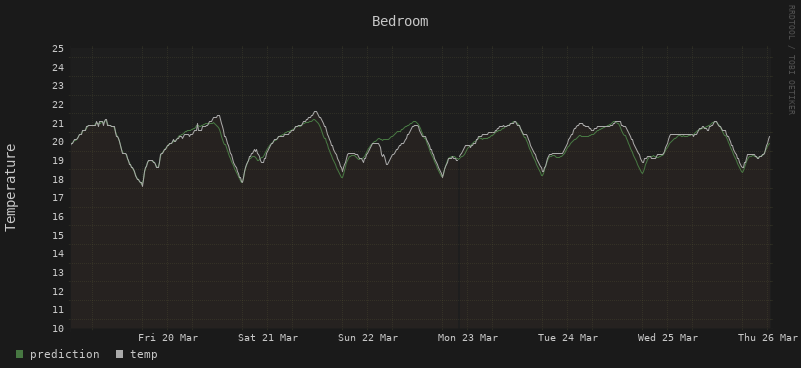 Bedroom
RRDTOOL / TOBI OETIKER
Temperature
25
24
23
22
21
20
19
18
17
16
15
14
13
12
11
10
Fri 20 Mar
Sat 21 Mar
Sun 22 Mar
Mon 23 Mar
Tue 24 Mar
Wed 25 Mar
Thu 26 Mar
prediction
temp